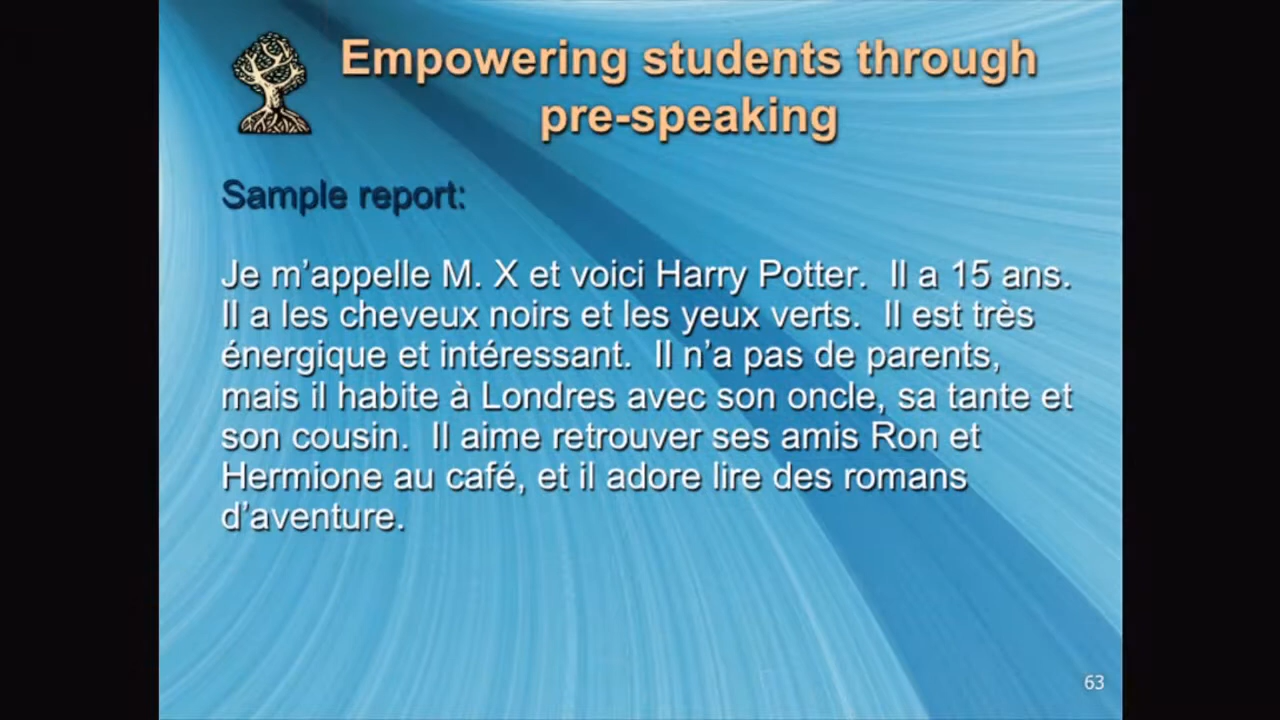 Empowering students through
pre-speaking
Sample report:
Je m’appelle M. X et voici Harry Potter. Il a 15 ans.
Il a les cheveux noirs et les yeux verts. Il est très
énergique et intéressant. Il n’a pas de parents,
mais il habite à Londres avec son oncle, sa tante et
son cousin. Il aime retrouver ses amis Ron et
Hermione au café, et il adore lire des romans
d’aventure.
63